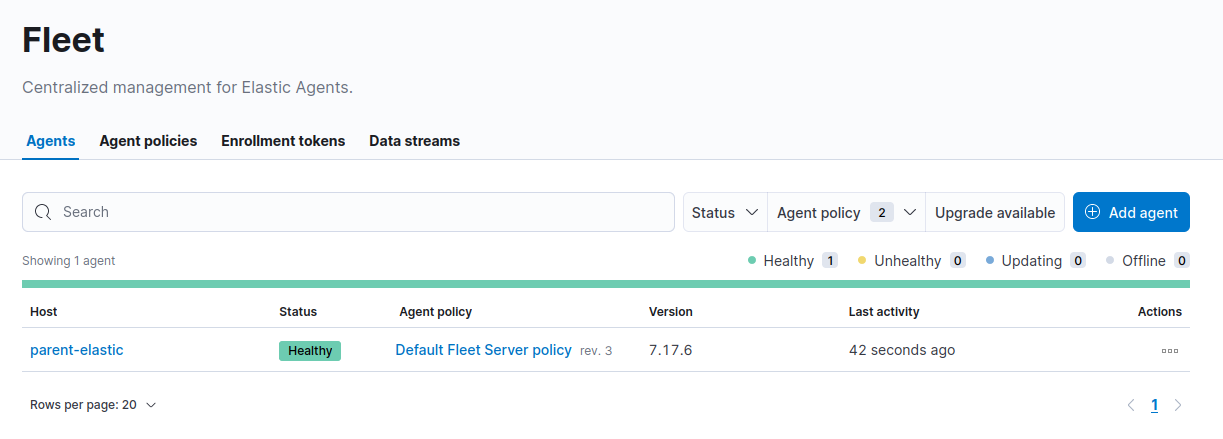 Fleet
Centralized management for Elastic Agents.
Agents Agent policies Enrollment tokens Data streams
Search Status Agent policy 2 Upgrade available Add agent
Showing 1 agent Healthy 1 Unhealthy 0 Updating 0 Offline 0
Host Status Agent policy Version Last activity Actions
parent-elastic Healthy Default Fleet Server policy rev. 3 7.17.6 42 seconds ago
Rows per page: 20 1